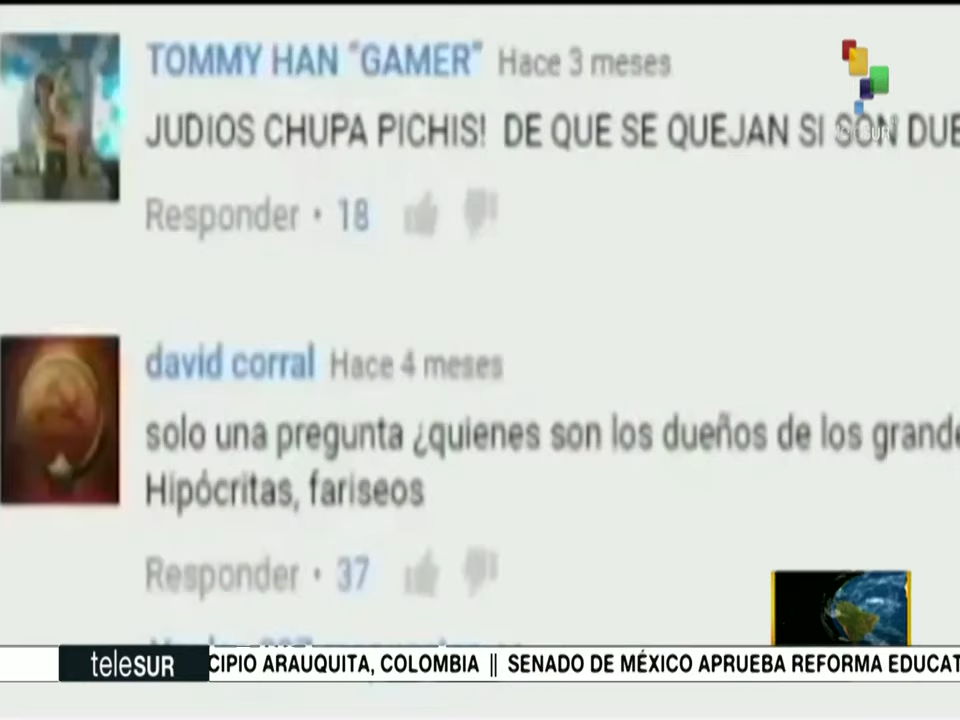 TOMMY HAN "GAMER" Hace 3 meses
JUDIOS CHUPA PICHIS! DE QUE SE QUEJAN SI SON DUE
Responder • 18
david corral Hace 4 meses
solo una pregunta ¿quienes son los dueños de los grande
Hipócritas, fariseos
Responder • 37
teleSUR CIPIO ARAUQUITA, COLOMBIA || SENADO DE MÉXICO APRUEBA REFORMA EDUCAT